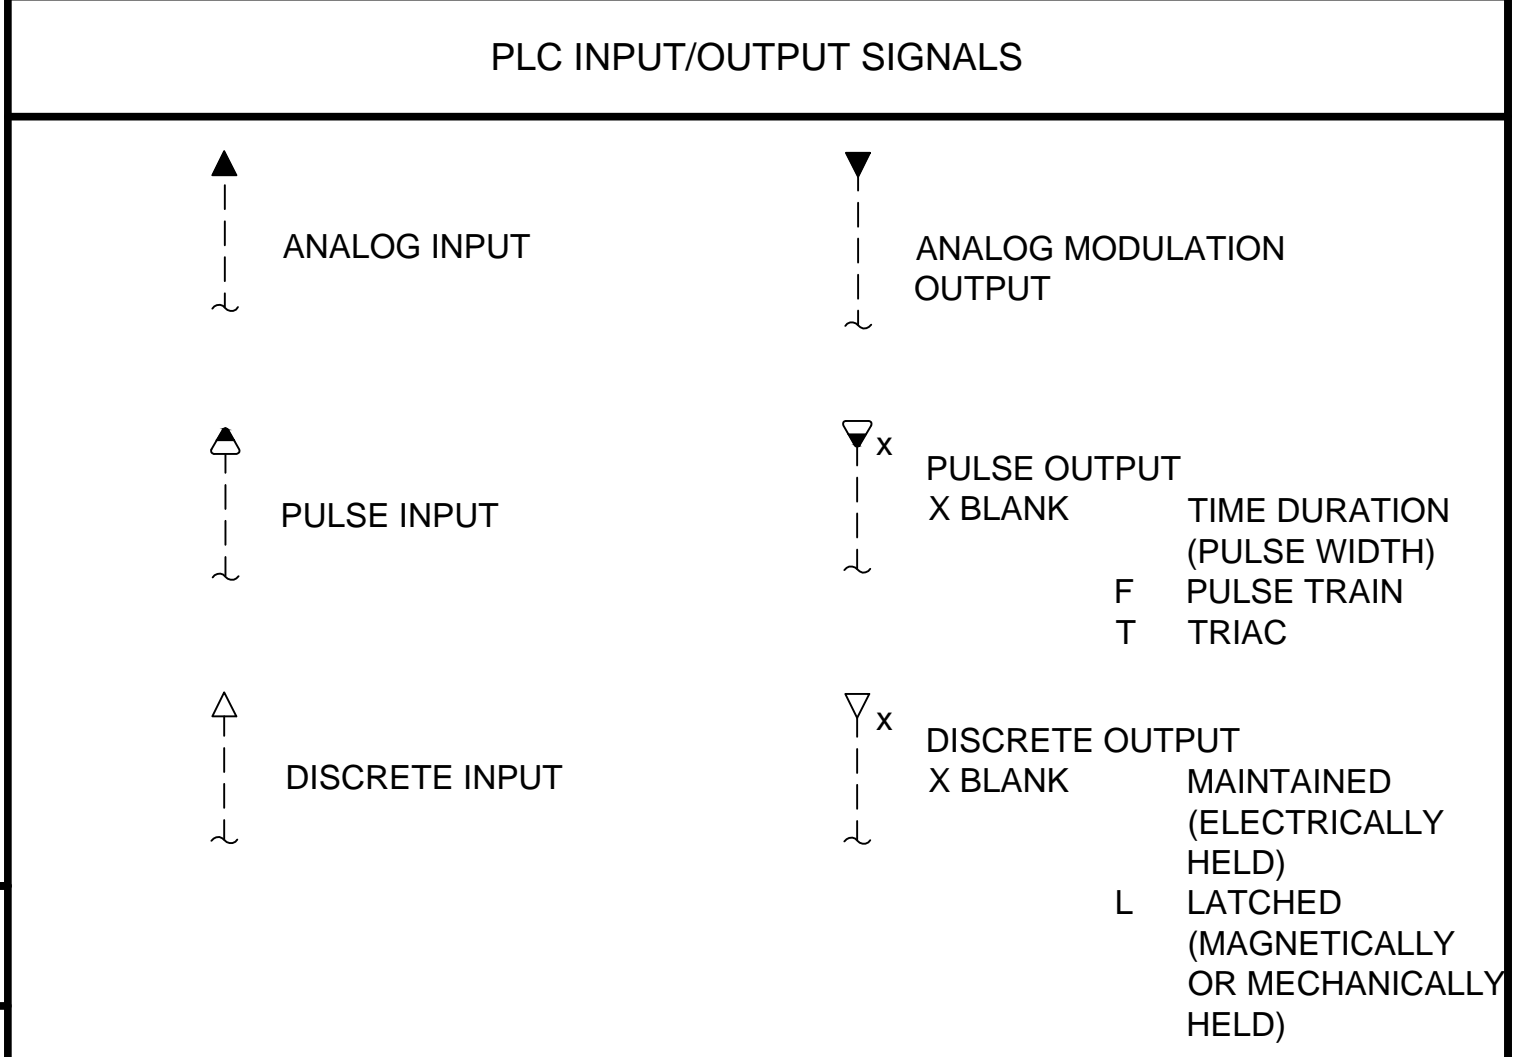 PLC INPUT/OUTPUT SIGNALS
ANALOG INPUT
ANALOG MODULATION
OUTPUT
PULSE INPUT
x
PULSE OUTPUT
X BLANK TIME DURATION
(PULSE WIDTH)
F PULSE TRAIN
T TRIAC
DISCRETE INPUT
x
DISCRETE OUTPUT
X BLANK MAINTAINED
(ELECTRICALLY
HELD)
L LATCHED
(MAGNETICALLY
OR MECHANICALLY
HELD)